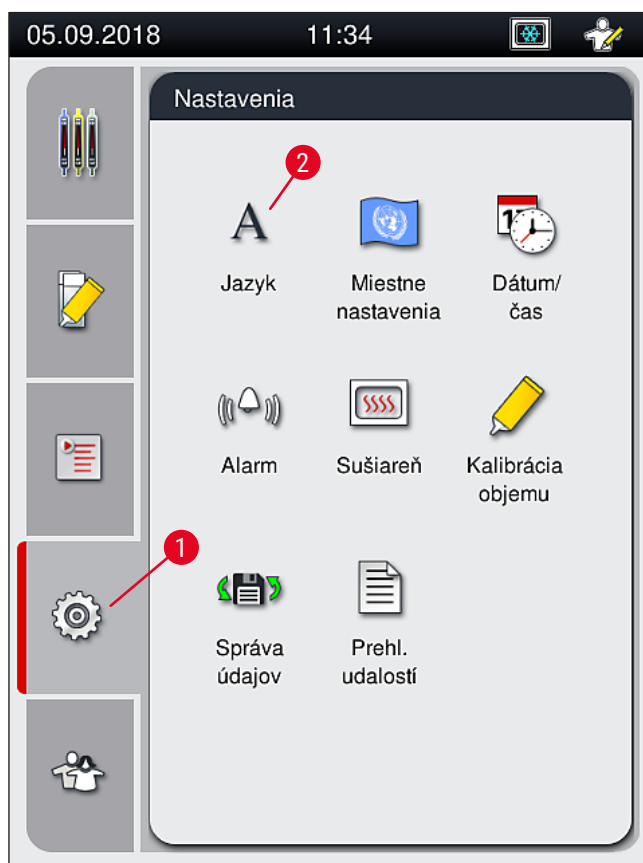 05.09.2018 11:34
Nastavenia
2
A
17
Jazyk
Miestne
nastavenia
Dátum/
čas
Alarm
Sušiareň
Kalibrácia
objemu
1
Správa
údajov
Prehl.
udalostí